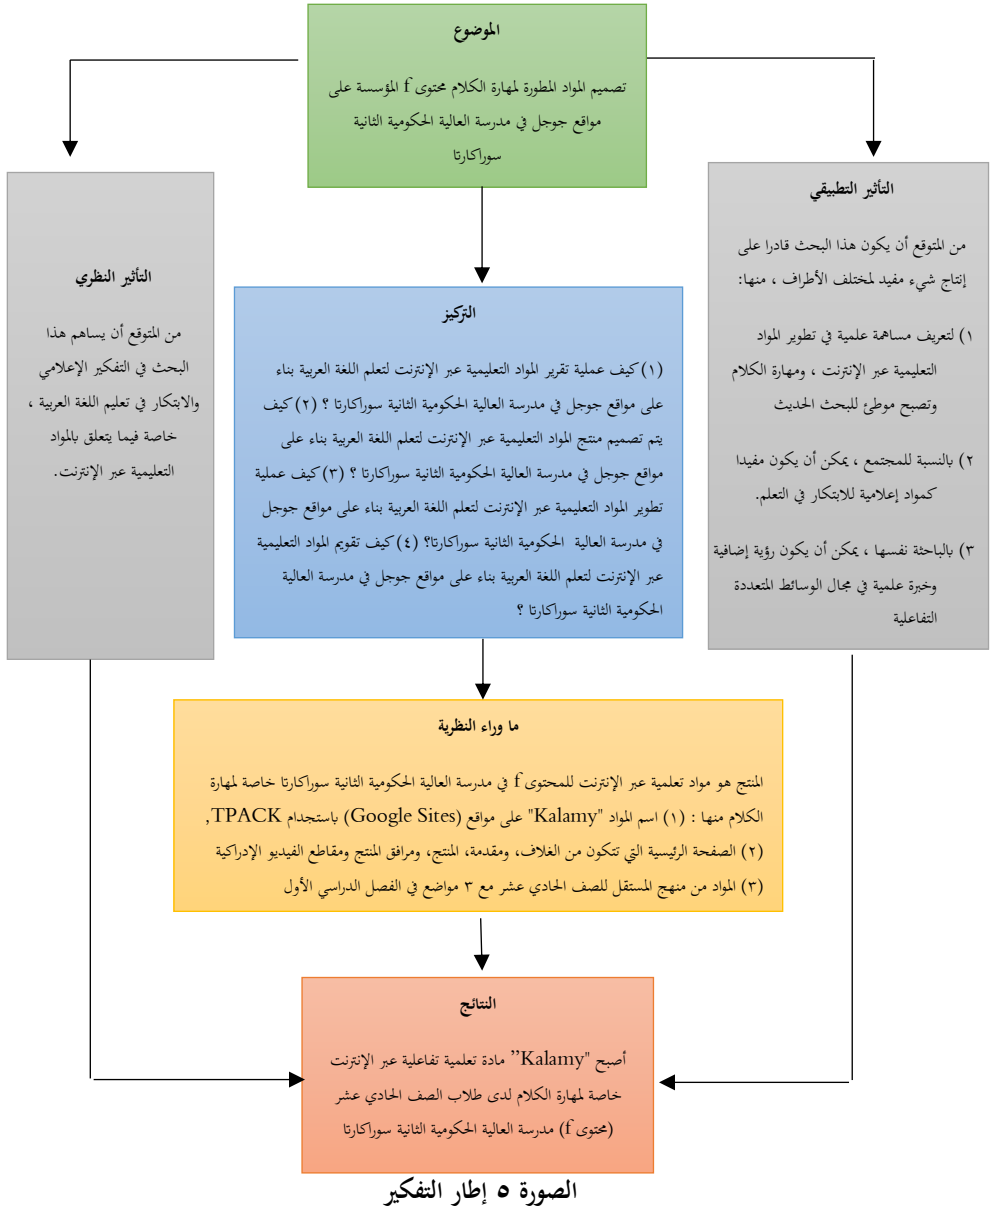 الموضوع
تصميم المواد المطورة لمهارة الكلام محتوى f المؤسسة على
مواقع جوجل في مدرسة العالية الحكومية الثانية
سوراكارتا
التأثير التطبيقي
من المتوقع أن يكون هذا البحث قادرا على
إنتاج شيء مفيد لمختلف الأطراف ، منها:
١) لتعريف مساهمة علمية في تطوير المواد
التعليمية عبر الإنترنت ، ومهارة الكلام
وتصبح موطئ للبحث الحديث
٢) بالنسبة للمجتمع ، يمكن أن يكون مفيدا
كمواد إعلامية للابتكار في التعلم.
٣) بالباحثة نفسها ، يمكن أن يكون رؤية إضافية
وخبرة علمية في مجال الوسائط المتعددة
التفاعلية
التأثير النظري
من المتوقع أن يساهم هذا
البحث في التفكير الإعلامي
والابتكار في تعليم اللغة العربية ،
خاصة فيما يتعلق بالمواد
التعليمية عبر الإنترنت.
التركيز
(١) كيف عملية تقرير المواد التعليمية عبر الإنترنت لتعلم اللغة العربية بناء
على مواقع جوجل في مدرسة العالية الحكومية الثانية سوراكارتا ؟ (٢) كيف
يتم تصميم منتج المواد التعليمية عبر الإنترنت لتعلم اللغة العربية بناء على
مواقع جوجل في مدرسة العالية الحكومية الثانية سوراكارتا ؟ (٣) كيف عملية
تطوير المواد التعليمية عبر الإنترنت لتعلم اللغة العربية بناء على مواقع جوجل
في مدرسة العالية الحكومية الثانية سوراكارتا؟ (٤) كيف تقويم المواد التعليمية
عبر الإنترنت لتعلم اللغة العربية بناء على مواقع جوجل في مدرسة العالية
الحكومية الثانية سوراكارتا ؟
ما وراء النظرية
المنتج هو مواد تعلمية عبر الإنترنت للمحتوى f في مدرسة العالية الحكومية الثانية سوراكارتا خاصة لمهارة
الكلام منها : (١) اسم المواد "Kalamy" على مواقع (Google Sites) باستجدام TPACK,
(٢) الصفحة الرئيسية التي تتكون من الغلاف، ومقدمة، المنتج، ومرافق المنتج ومقاطع الفيديو الإدراكية
(٣) المواد من منهج المستقل للصف الحادي عشر مع ٣ مواضع في الفصل الدراسي الأول
النتائج
أصبح "Kalamy’’ مادة تعلمية تفاعلية عبر الإنترنت
خاصة لمهارة الكلام لدى طلاب الصف الحادي عشر
(محتوى f) مدرسة العالية الحكومية الثانية سوراكارتا
الصورة ٥ إطار التفكير